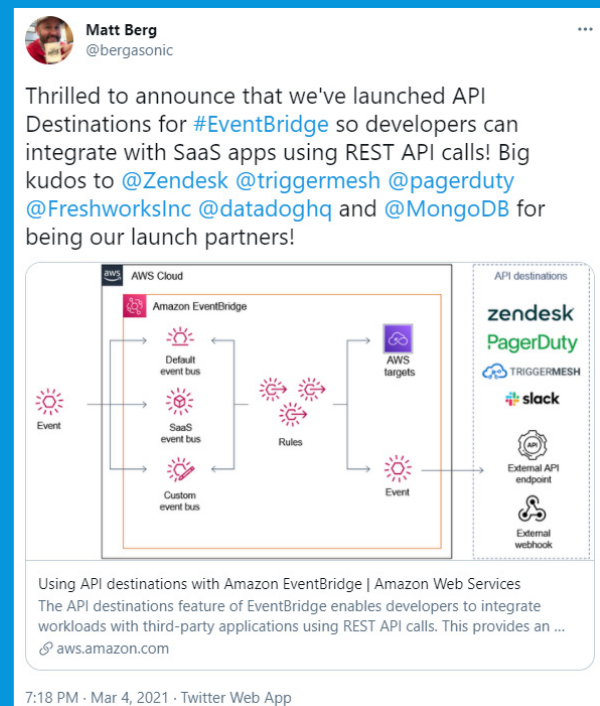 Matt Berg
@bergasonic
Thrilled to announce that we've launched API
Destinations for #EventBridge so developers can
integrate with SaaS apps using REST API calls! Big
kudos to @Zendesk @triggermesh @pagerduty
@FreshworksInc @datadoghq and @MongoDB for
being our launch partners!
aws
AWS Cloud
Amazon EventBridge
Event
Default
event bus
SaaS
event bus
Custom
event bus
Rules
AWS
targets
Event
API destinations
zendesk
PagerDuty
TRIGGERMESH
slack
API
External API
endpoint
External
webhook
Using API destinations with Amazon EventBridge | Amazon Web Services
The API destinations feature of EventBridge enables developers to integrate
workloads with third-party applications using REST API calls. This provides an ...
aws.amazon.com
7:18 PM · Mar 4, 2021 · Twitter Web App